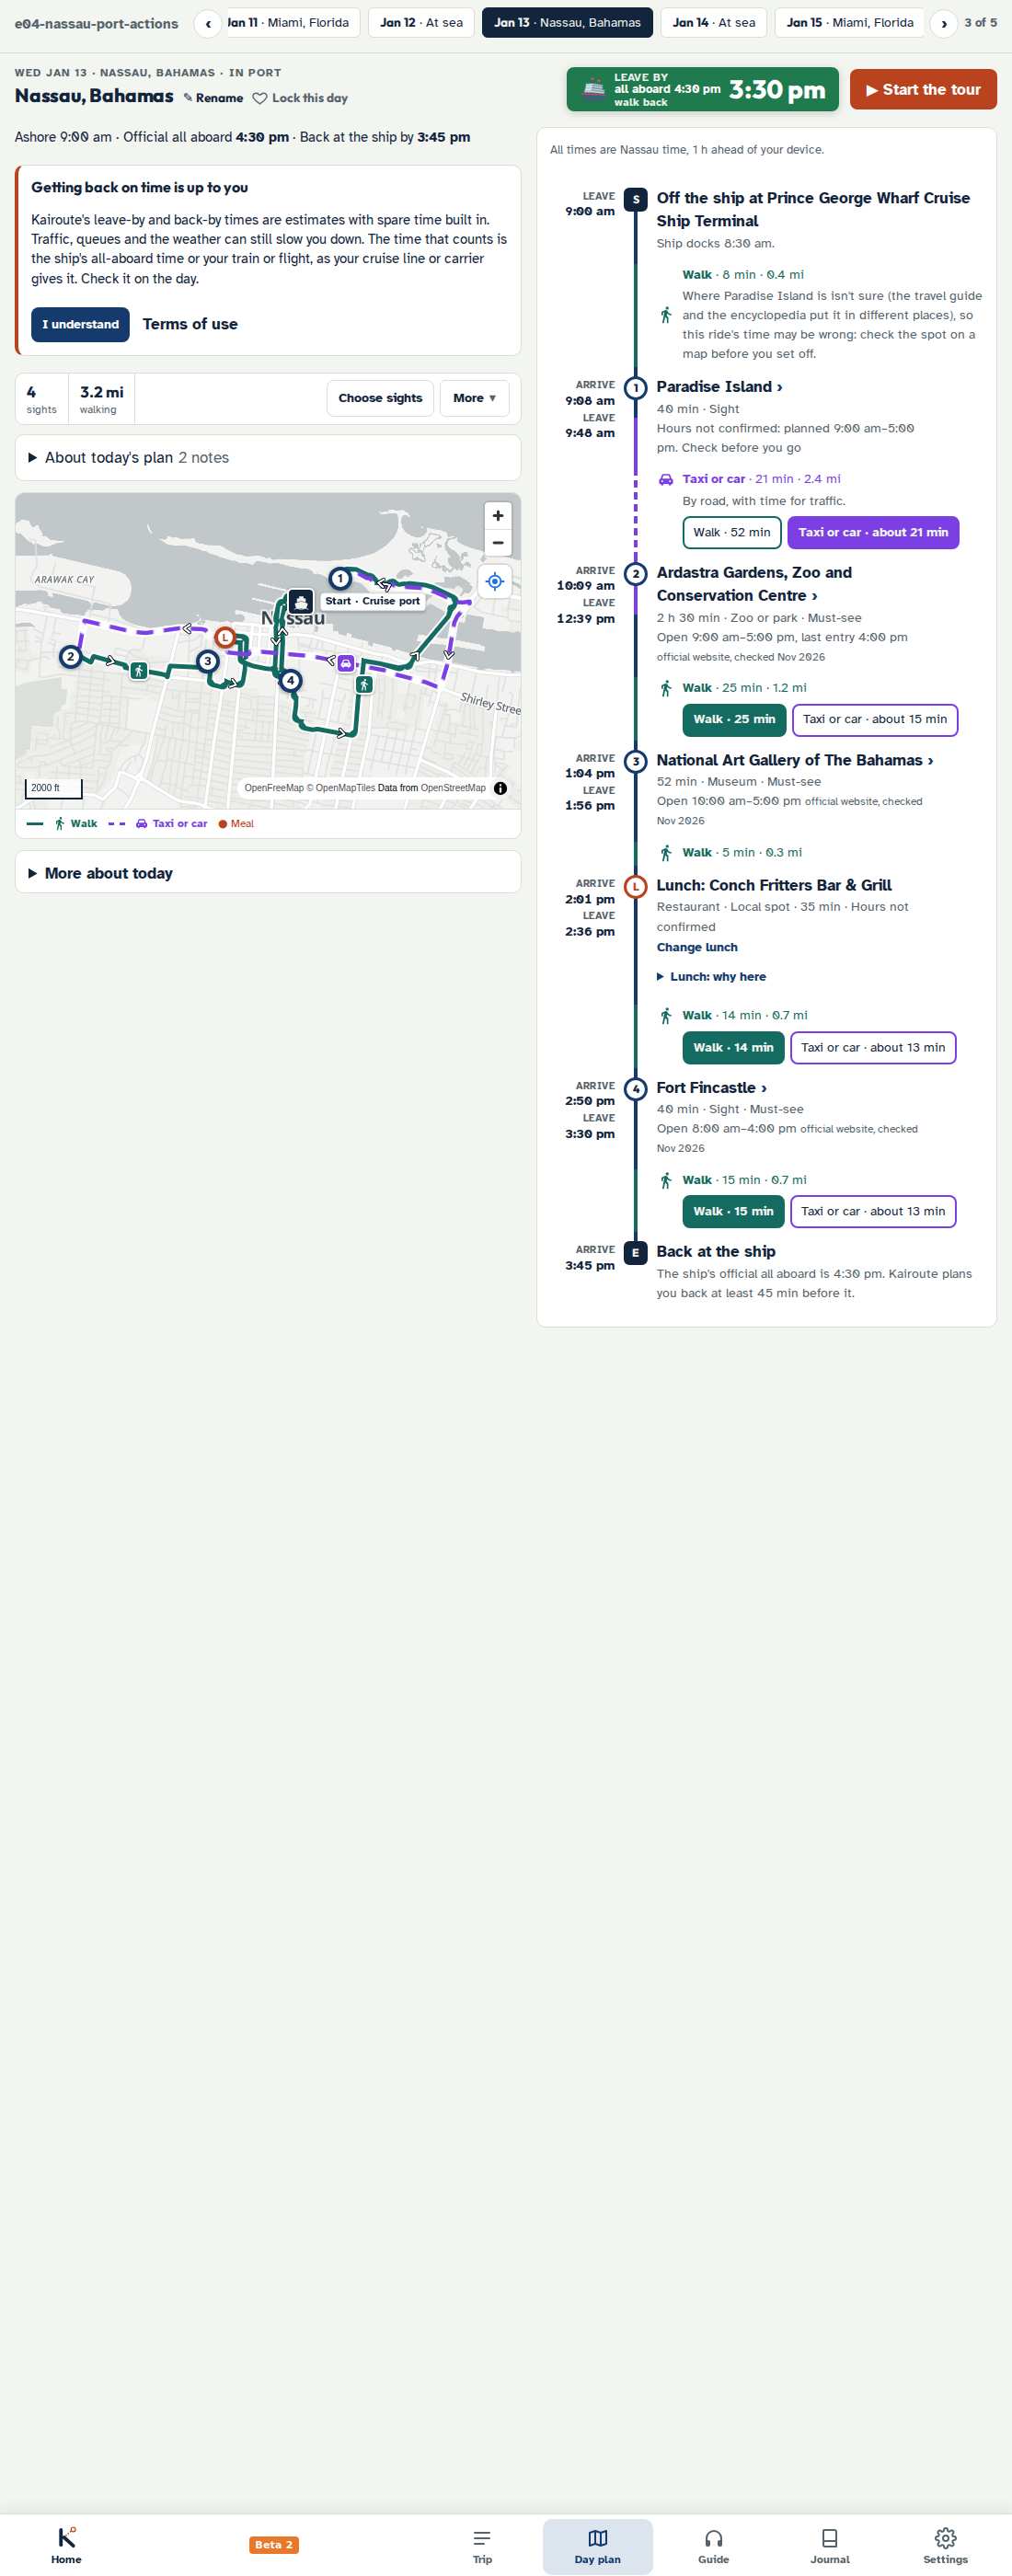 e04-nassau-port-actions
‹
Jan 11 · Miami, Florida
Jan 12 · At sea
Jan 13 · Nassau, Bahamas
Jan 14 · At sea
Jan 15 · Miami, Florida
›
3 of 5
WED JAN 13 · NASSAU, BAHAMAS · IN PORT
Nassau, Bahamas
✎ Rename
Lock this day
LEAVE BY
all aboard 4:30 pm
walk back
3:30 pm
▶ Start the tour
Ashore 9:00 am · Official all aboard 4:30 pm · Back at the ship by 3:45 pm
Getting back on time is up to you
Kairoute's leave-by and back-by times are estimates with spare time built in.
Traffic, queues and the weather can still slow you down. The time that counts is
the ship's all-aboard time or your train or flight, as your cruise line or carrier
gives it. Check it on the day.
I understand
Terms of use
4
sights
3.2 mi
walking
Choose sights
More ▼
▶ About today's plan 2 notes
ARAWAK CAY
1
Start · Cruise port
L
2
3
4
Shirley Stree
+
−
2000 ft
OpenFreeMap © OpenMapTiles Data from OpenStreetMap
Walk
Taxi or car
Meal
▶ More about today
All times are Nassau time, 1 h ahead of your device.
LEAVE
9:00 am
S
Off the ship at Prince George Wharf Cruise
Ship Terminal
Ship docks 8:30 am.
Walk · 8 min · 0.4 mi
Where Paradise Island is isn't sure (the travel guide
and the encyclopedia put it in different places), so
this ride's time may be wrong: check the spot on a
map before you set off.
ARRIVE
9:08 am
LEAVE
9:48 am
1
Paradise Island ›
40 min · Sight
Hours not confirmed: planned 9:00 am–5:00
pm. Check before you go
Taxi or car · 21 min · 2.4 mi
By road, with time for traffic.
Walk · 52 min
Taxi or car · about 21 min
ARRIVE
10:09 am
LEAVE
12:39 pm
2
Ardastra Gardens, Zoo and
Conservation Centre ›
2 h 30 min · Zoo or park · Must-see
Open 9:00 am–5:00 pm, last entry 4:00 pm
official website, checked Nov 2026
Walk · 25 min · 1.2 mi
Walk · 25 min
Taxi or car · about 15 min
ARRIVE
1:04 pm
LEAVE
1:56 pm
3
National Art Gallery of The Bahamas ›
52 min · Museum · Must-see
Open 10:00 am–5:00 pm official website, checked
Nov 2026
Walk · 5 min · 0.3 mi
ARRIVE
2:01 pm
LEAVE
2:36 pm
L
Lunch: Conch Fritters Bar & Grill
Restaurant · Local spot · 35 min · Hours not
confirmed
Change lunch
▶ Lunch: why here
Walk · 14 min · 0.7 mi
Walk · 14 min
Taxi or car · about 13 min
ARRIVE
2:50 pm
LEAVE
3:30 pm
4
Fort Fincastle ›
40 min · Sight · Must-see
Open 8:00 am–4:00 pm official website, checked
Nov 2026
Walk · 15 min · 0.7 mi
Walk · 15 min
Taxi or car · about 13 min
ARRIVE
3:45 pm
E
Back at the ship
The ship's official all aboard is 4:30 pm. Kairoute plans
you back at least 45 min before it.
Home
Beta 2
Trip
Day plan
Guide
Journal
Settings